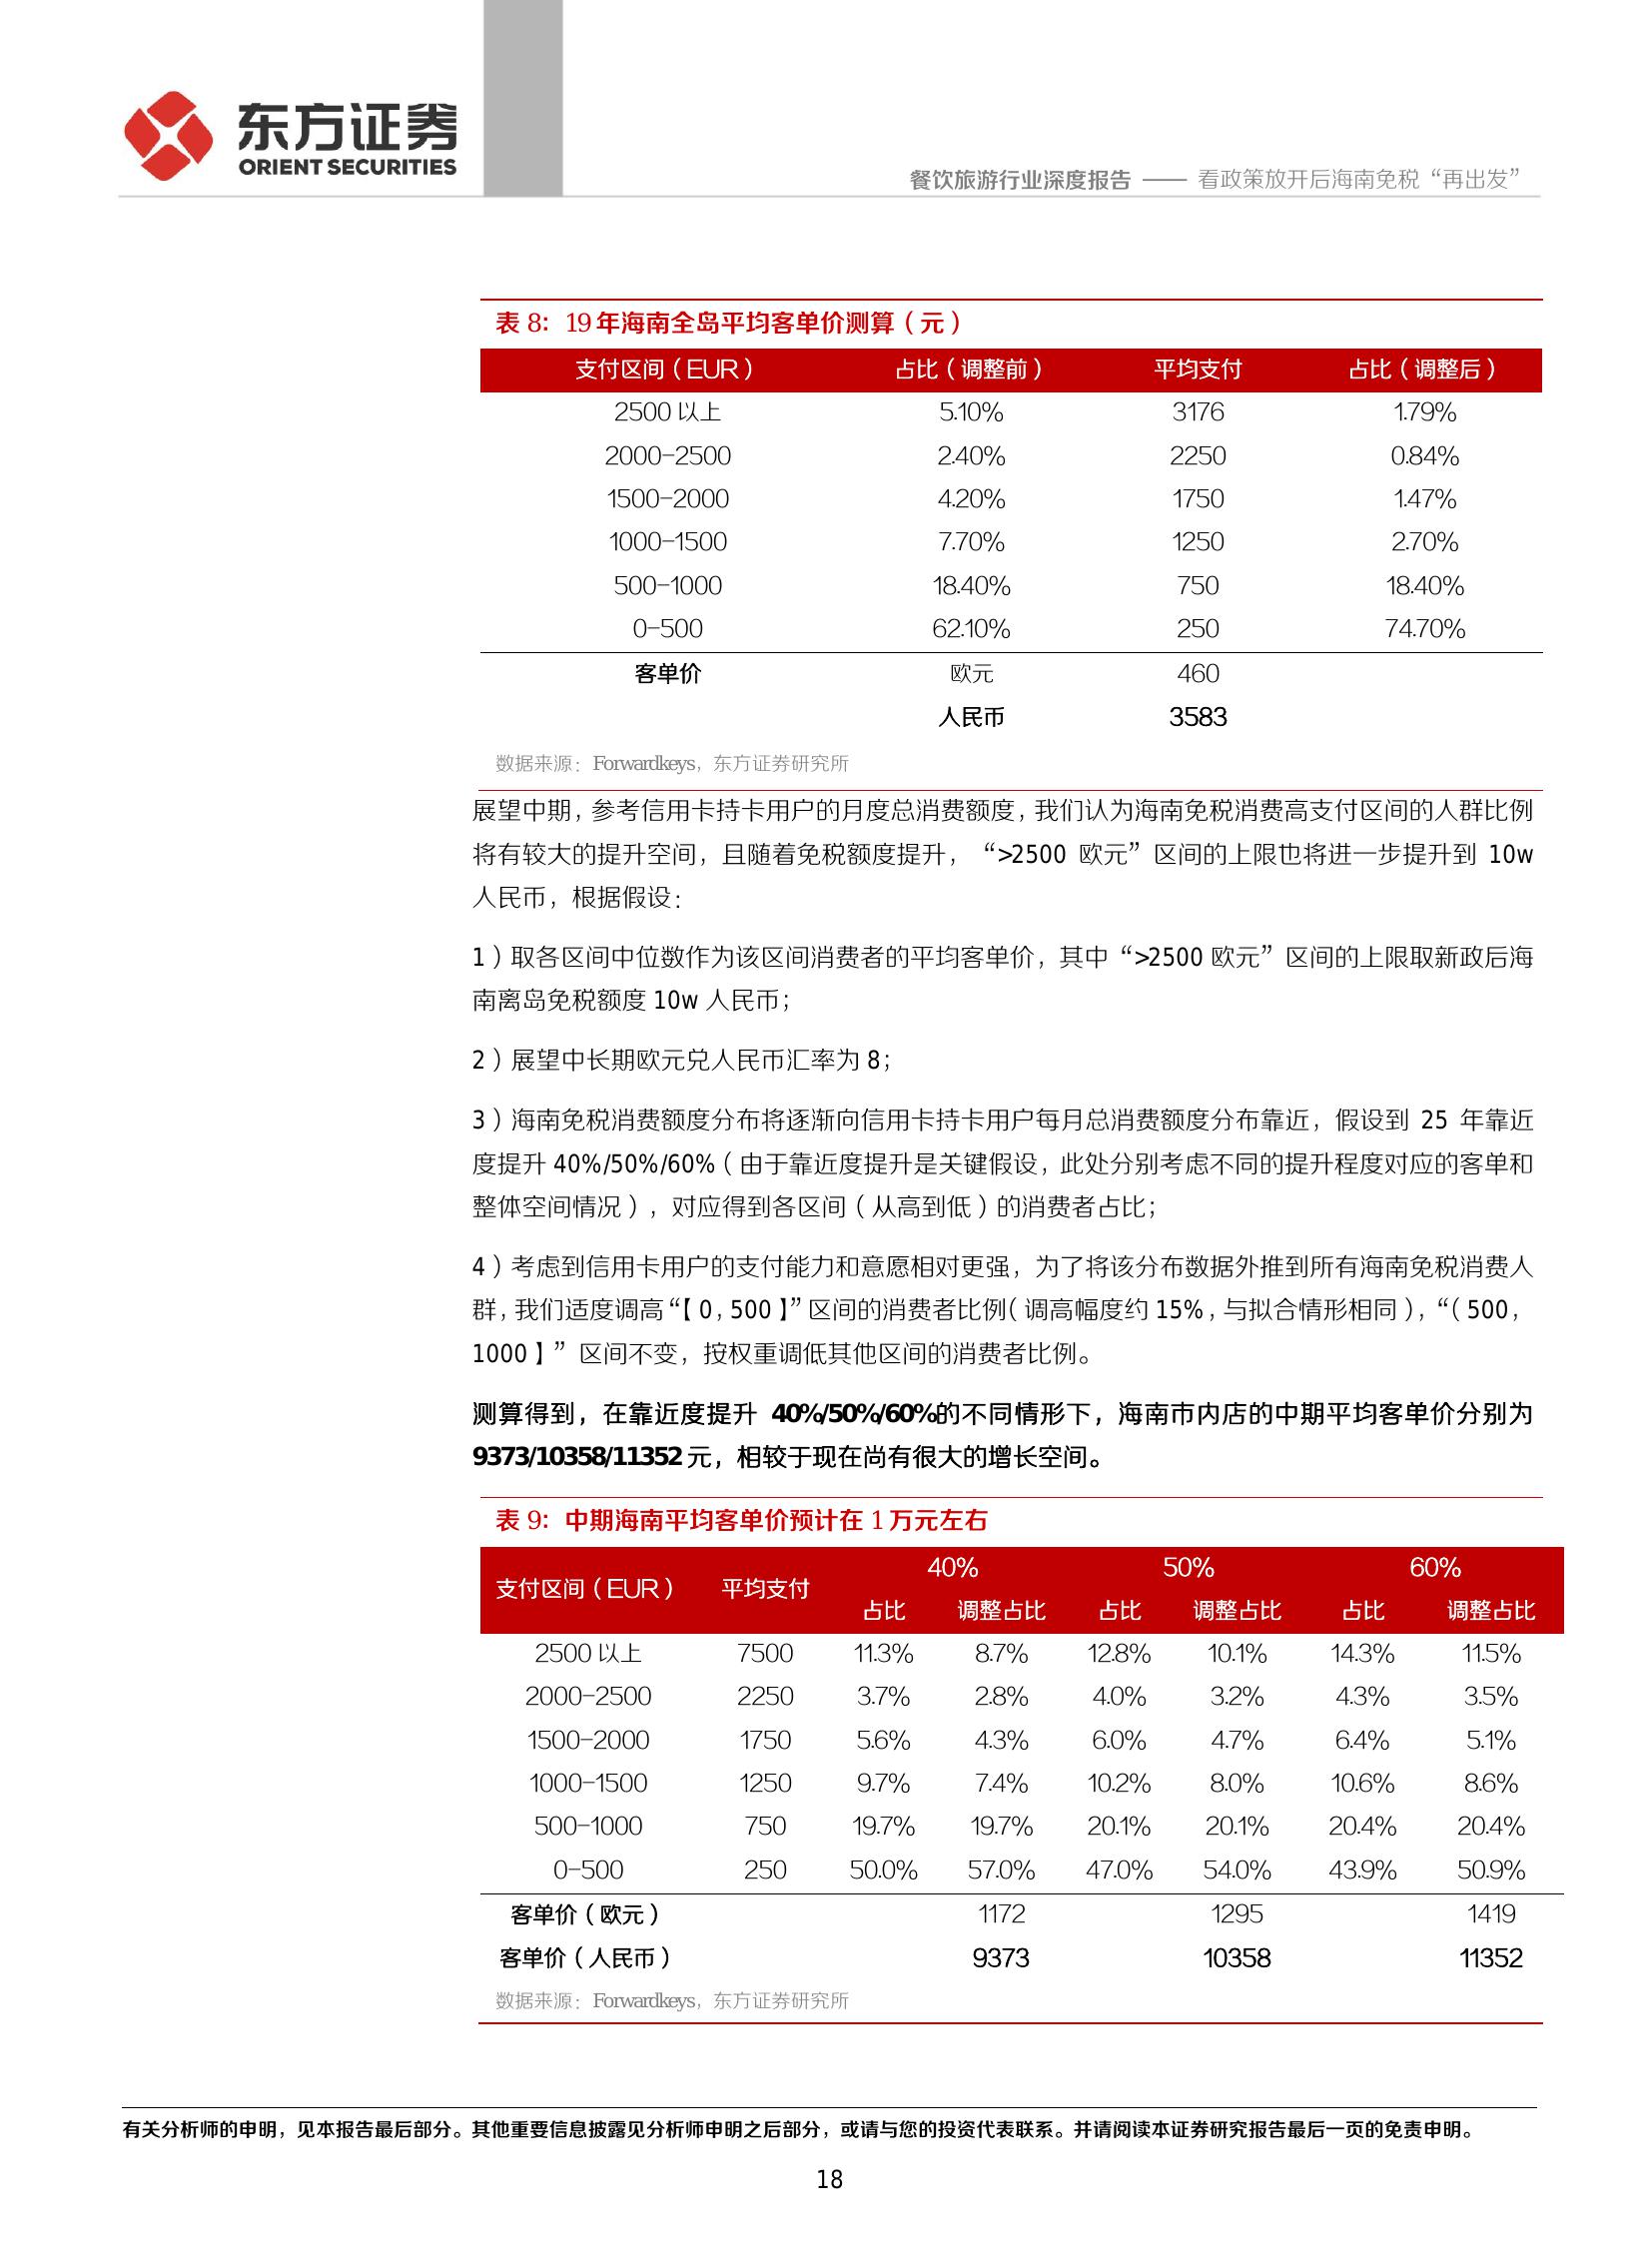 东方证券
ORIENT SECURITIES
餐饮旅游行业深度报告 —— 看政策放开后海南免税“再出发”
表 8: 19 年海南全岛平均客单价测算（元）
支付区间（EUR） 占比（调整前） 平均支付 占比（调整后）
2500 以上 5.10% 3176 1.79%
2000-2500 2.40% 2250 0.84%
1500-2000 4.20% 1750 1.47%
1000-1500 7.70% 1250 2.70%
500-1000 18.40% 750 18.40%
0-500 62.10% 250 74.70%
客单价 欧元 460
人民币 3583
数据来源：Forwardkeys，东方证券研究所
展望中期，参考信用卡持卡用户的月度总消费额度，我们认为海南免税消费高支付区间的人群比例
将有较大的提升空间，且随着免税额度提升，“>2500 欧元”区间的上限也将进一步提升到 10w
人民币，根据假设：
1）取各区间中位数作为该区间消费者的平均客单价，其中“>2500 欧元”区间的上限取新政后海
南离岛免税额度 10w 人民币；
2）展望中长期欧元兑人民币汇率为 8；
3）海南免税消费额度分布将逐渐向信用卡持卡用户每月总消费额度分布靠近，假设到 25 年靠近
度提升 40%/50%/60%（由于靠近度提升是关键假设，此处分别考虑不同的提升程度对应的客单和
整体空间情况），对应得到各区间（从高到低）的消费者占比；
4）考虑到信用卡用户的支付能力和意愿相对更强，为了将该分布数据外推到所有海南免税消费人
群，我们适度调高“【0，500】”区间的消费者比例（调高幅度约 15%，与拟合情形相同），“（500，
1000】”区间不变，按权重调低其他区间的消费者比例。
测算得到，在靠近度提升 40%/50%/60%的不同情形下，海南市内店的中期平均客单价分别为
9373/10358/11352 元，相较于现在尚有很大的增长空间。
表 9: 中期海南平均客单价预计在 1 万元左右
支付区间（EUR） 平均支付 40% 50% 60%
占比 调整占比 占比 调整占比 占比 调整占比
2500 以上 7500 11.3% 8.7% 12.8% 10.1% 14.3% 11.5%
2000-2500 2250 3.7% 2.8% 4.0% 3.2% 4.3% 3.5%
1500-2000 1750 5.6% 4.3% 6.0% 4.7% 6.4% 5.1%
1000-1500 1250 9.7% 7.4% 10.2% 8.0% 10.6% 8.6%
500-1000 750 19.7% 19.7% 20.1% 20.1% 20.4% 20.4%
0-500 250 50.0% 57.0% 47.0% 54.0% 43.9% 50.9%
客单价（欧元） 1172 1295 1419
客单价（人民币） 9373 10358 11352
数据来源：Forwardkeys，东方证券研究所
有关分析师的申明，见本报告最后部分。其他重要信息披露见分析师申明之后部分，或请与您的投资代表联系。并请阅读本证券研究报告最后一页的免责申明。
18